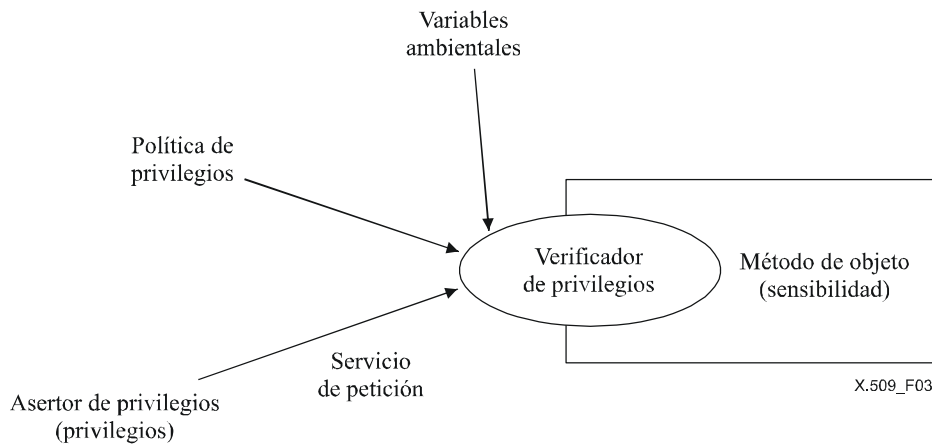 Variables
ambientales
Política de
privilegios
Verificador
de privilegios
Método de objeto
(sensibilidad)
Servicio
de petición
X.509_F03
Asertor de privilegios
(privilegios)